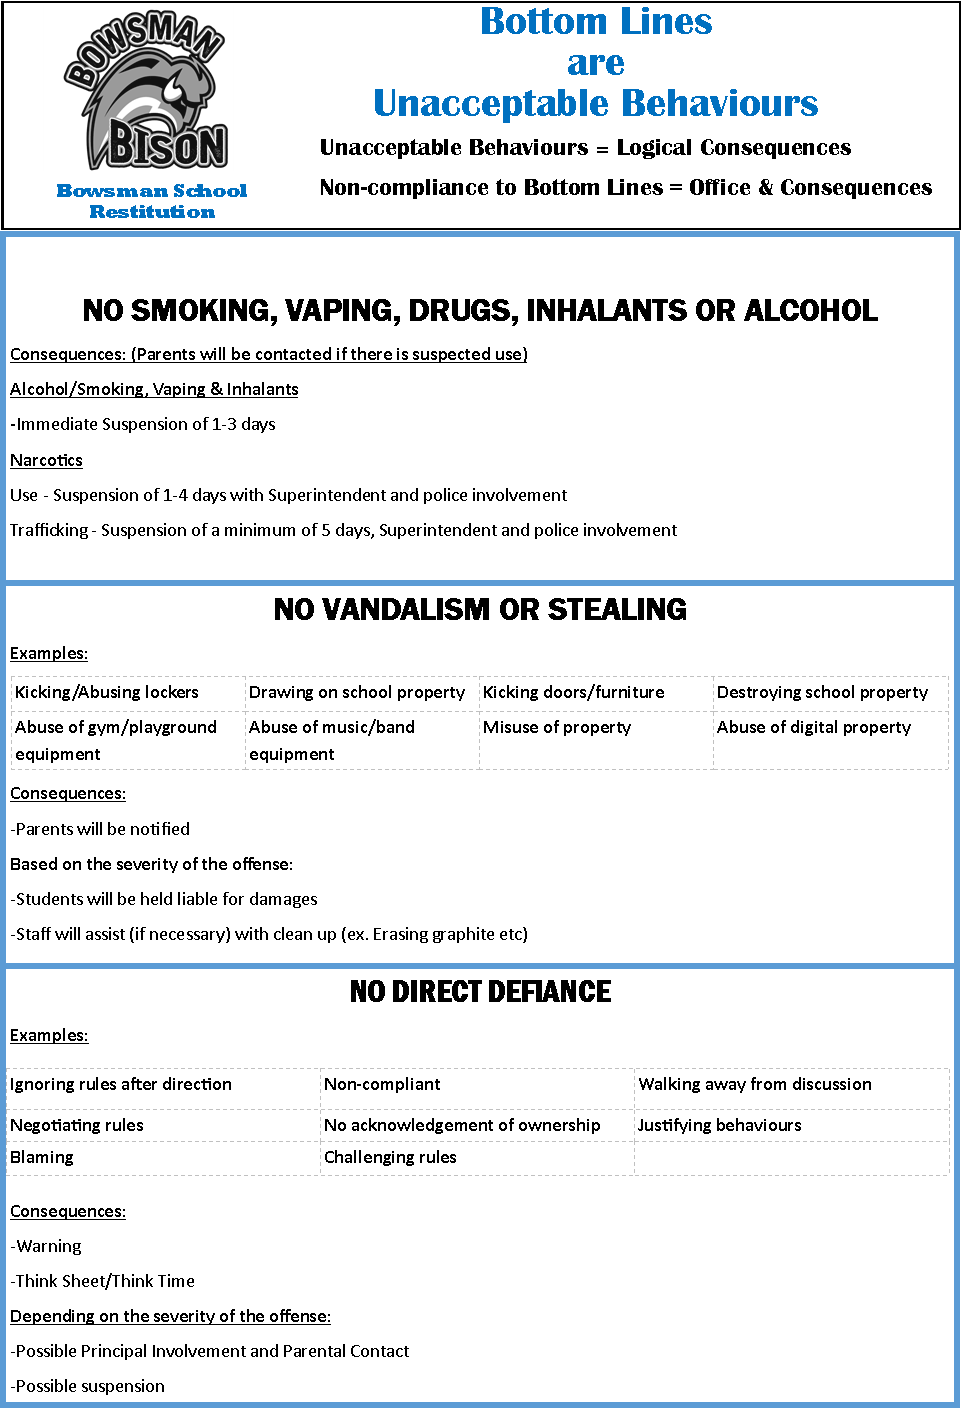 BOWSMAN
BISON
Bowsman School
Restitution
Bottom Lines
are
Unacceptable Behaviours
Unacceptable Behaviours = Logical Consequences
Non-compliance to Bottom Lines = Office & Consequences
NO SMOKING, VAPING, DRUGS, INHALANTS OR ALCOHOL
Consequences: (Parents will be contacted if there is suspected use)
Alcohol/Smoking, Vaping & Inhalants
-Immediate Suspension of 1-3 days
Narcotics
Use - Suspension of 1-4 days with Superintendent and police involvement
Trafficking - Suspension of a minimum of 5 days, Superintendent and police involvement
NO VANDALISM OR STEALING
Examples:
Kicking/Abusing lockers Drawing on school property Kicking doors/furniture Destroying school property
Abuse of gym/playground Abuse of music/band Misuse of property Abuse of digital property
equipment equipment
Consequences:
-Parents will be notified
Based on the severity of the offense:
-Students will be held liable for damages
-Staff will assist (if necessary) with clean up (ex. Erasing graphite etc)
NO DIRECT DEFIANCE
Examples:
Ignoring rules after direction Non-compliant Walking away from discussion
Negotiating rules No acknowledgement of ownership Justifying behaviours
Blaming Challenging rules
Consequences:
-Warning
-Think Sheet/Think Time
Depending on the severity of the offense:
-Possible Principal Involvement and Parental Contact
-Possible suspension